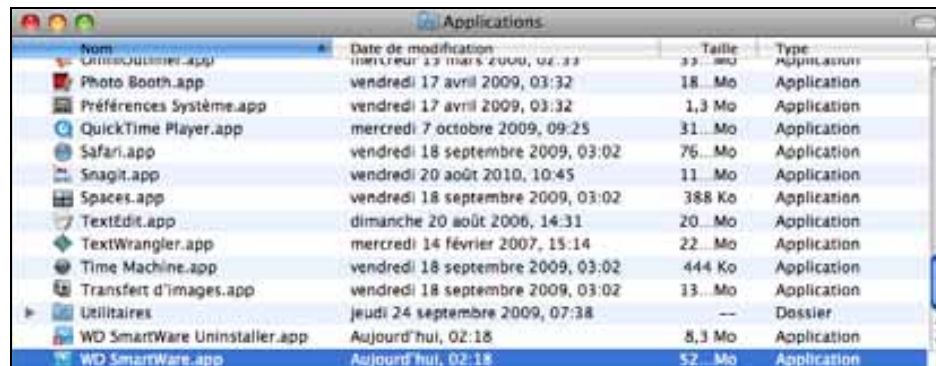 Applications
Nom Date de modification Taille Type
OmniOutliner.app Application
Photo Booth.app vendredi 17 avril 2009, 03:32 18...Mo Application
Préférences Système.app vendredi 17 avril 2009, 03:32 1,3 Mo Application
QuickTime Player.app mercredi 7 octobre 2009, 09:25 31...Mo Application
Safari.app vendredi 18 septembre 2009, 03:02 76...Mo Application
Snagit.app vendredi 20 août 2010, 10:45 11...Mo Application
Spaces.app vendredi 18 septembre 2009, 03:02 388 Ko Application
TextEdit.app dimanche 20 août 2006, 14:31 20...Mo Application
TextWrangler.app mercredi 14 février 2007, 15:14 22...Mo Application
Time Machine.app vendredi 18 septembre 2009, 03:02 444 Ko Application
Transfert d'images.app vendredi 18 septembre 2009, 03:02 13...Mo Application
Utilitaires jeudi 24 septembre 2009, 07:38 -- Dossier
WD SmartWare Uninstaller.app Aujourd'hui, 02:18 8,3 Mo Application
WD SmartWare.app Aujourd'hui, 02:18 52...Mo Application